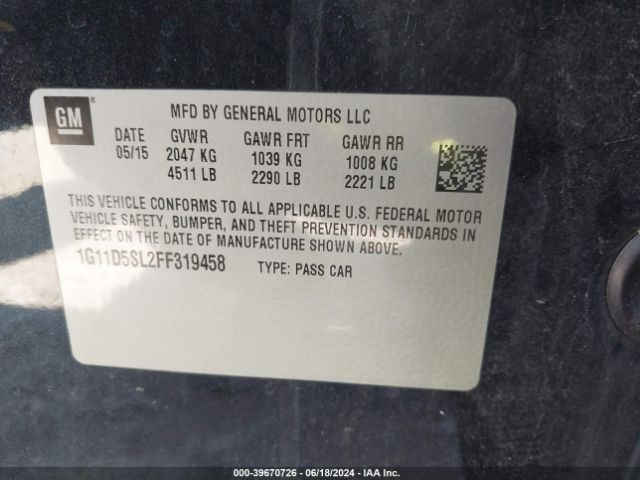 GM ®
MFD BY GENERAL MOTORS LLC
DATE GVWR GAWR FRT GAWR RR
05/15 2047 KG 1039 KG 1008 KG
4511 LB 2290 LB 2221 LB
THIS VEHICLE CONFORMS TO ALL APPLICABLE U.S. FEDERAL MOTOR
VEHICLE SAFETY, BUMPER, AND THEFT PREVENTION STANDARDS IN
EFFECT ON THE DATE OF MANUFACTURE SHOWN ABOVE.
1G11D5SL2FF319458 TYPE: PASS CAR
000-39670726 - 06/18/2024 - IAA Inc.